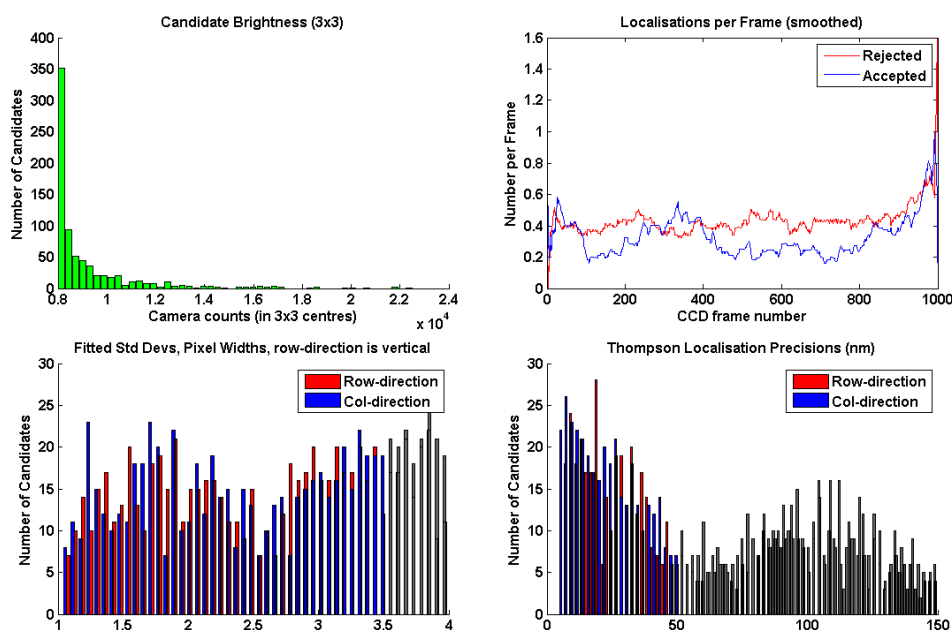 Candidate Brightness (3x3)
Number of Candidates
400
350
300
250
200
150
100
50
0
0.8 1 1.2 1.4 1.6 1.8 2 2.2 2.4
Camera counts (in 3x3 centres)
x 10^4
Localisations per Frame (smoothed)
Number per Frame
1.6
1.4
1.2
1
0.8
0.6
0.4
0.2
0
0 200 400 600 800 1000
CCD frame number
Rejected
Accepted
Fitted Std Devs, Pixel Widths, row-direction is vertical
Number of Candidates
30
25
20
15
10
5
0
1 1.5 2 2.5 3 3.5 4
Row-direction
Col-direction
Thompson Localisation Precisions (nm)
Number of Candidates
30
25
20
15
10
5
0
0 50 100 150
Row-direction
Col-direction